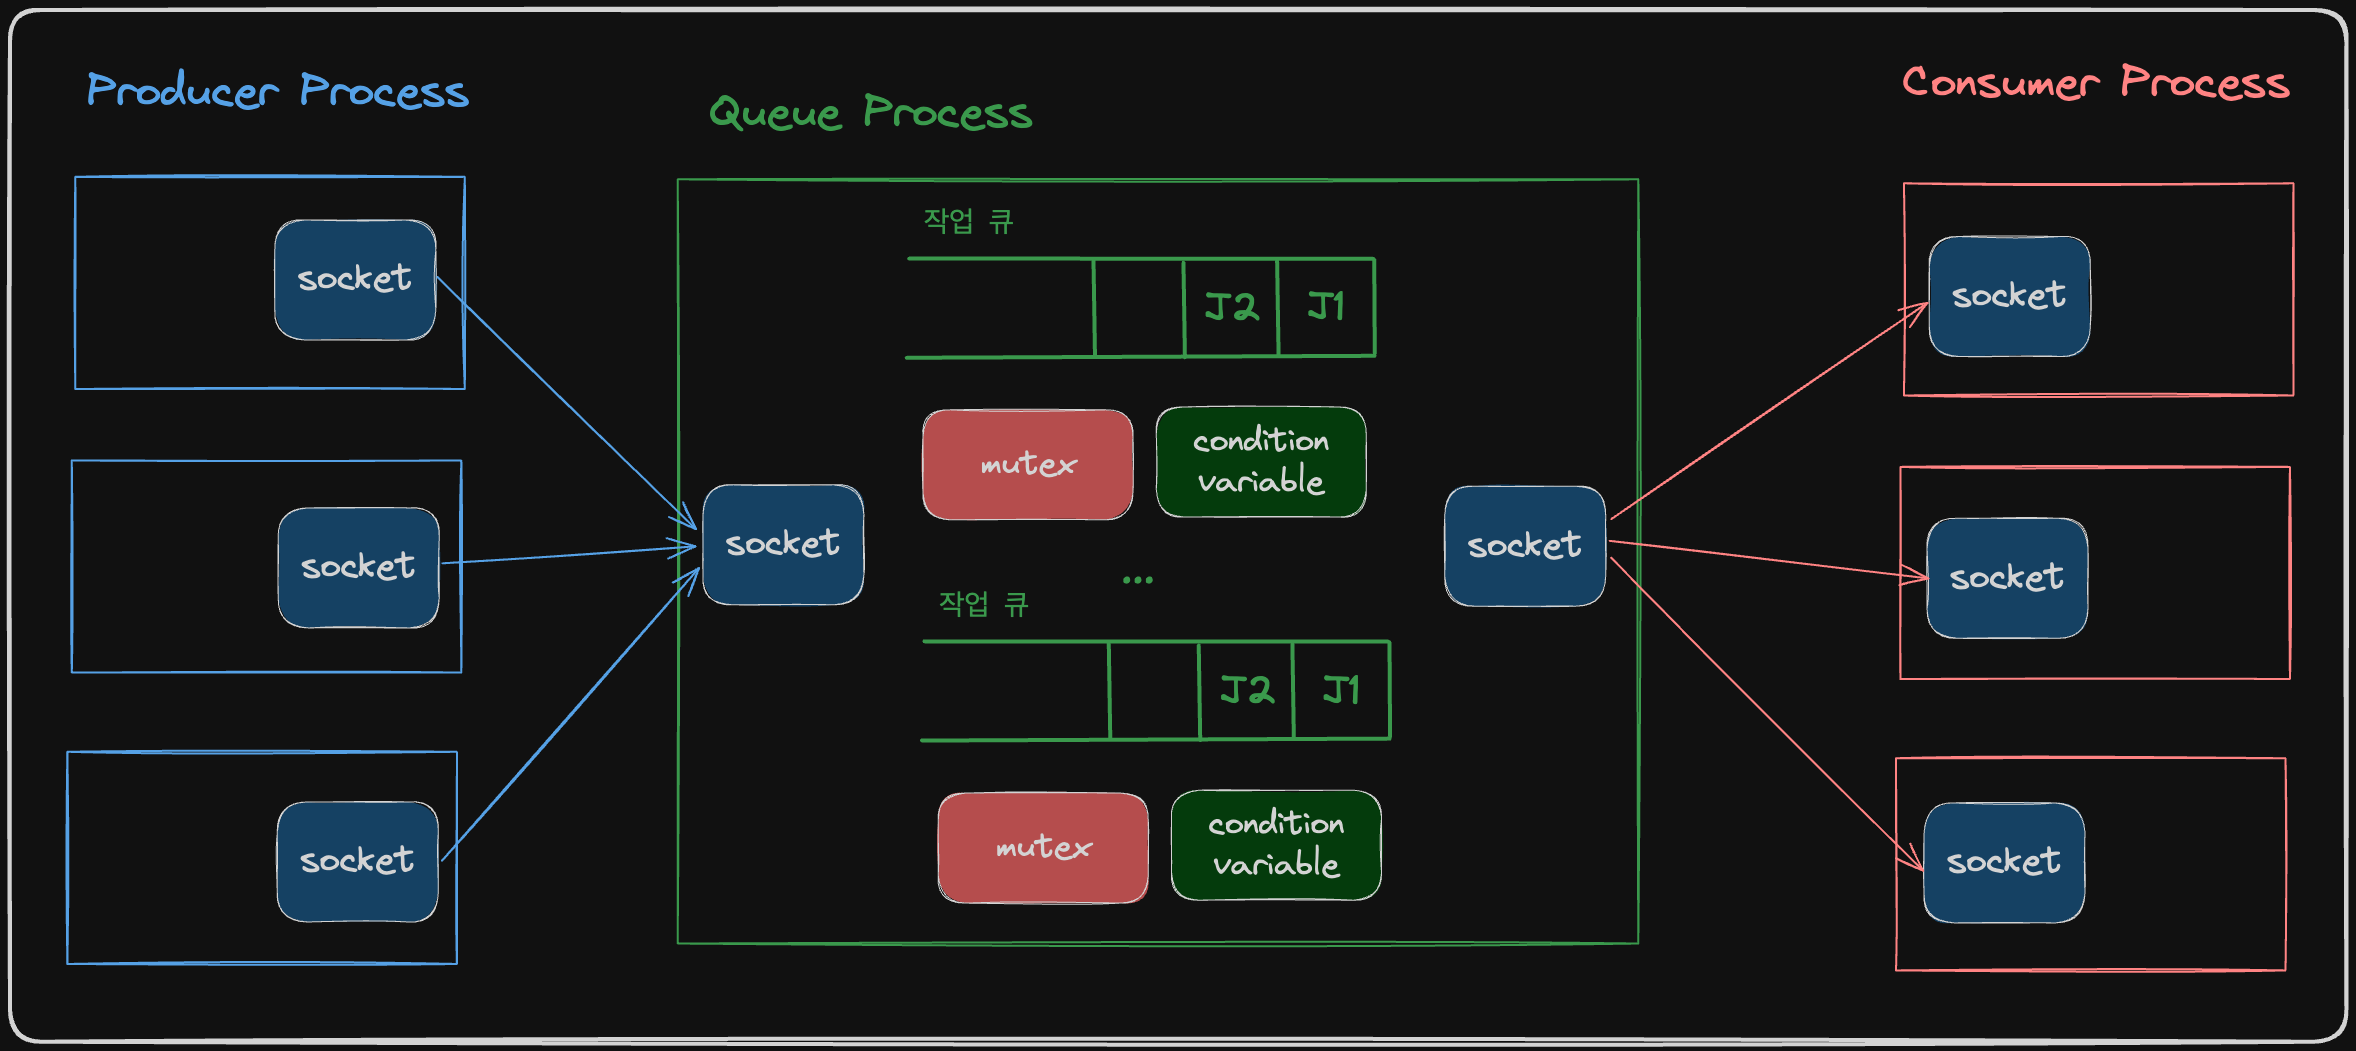 Producer Process
Queue Process
Consumer Process
socket
socket
socket
socket
작업 큐
J2
J1
mutex
condition
variable
...
작업 큐
J2
J1
mutex
condition
variable
socket
socket
socket
socket